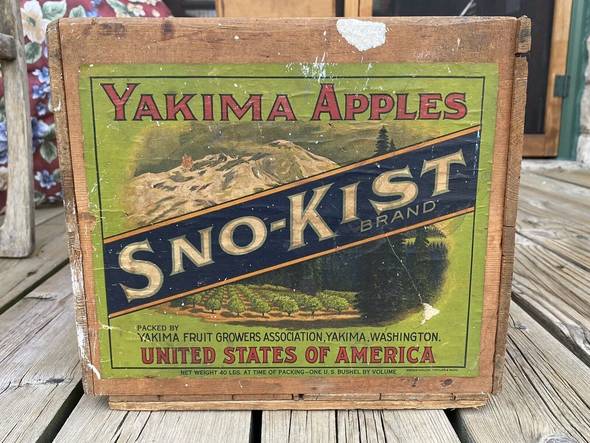 YAKIMA APPLES
SNO-KIST
BRAND
PACKED BY
YAKIMA FRUIT GROWERS ASSOCIATION, YAKIMA, WASHINGTON.
UNITED STATES OF AMERICA
NET WEIGHT 40 LBS. AT TIME OF PACKING—ONE U.S. BUSHEL BY VOLUME